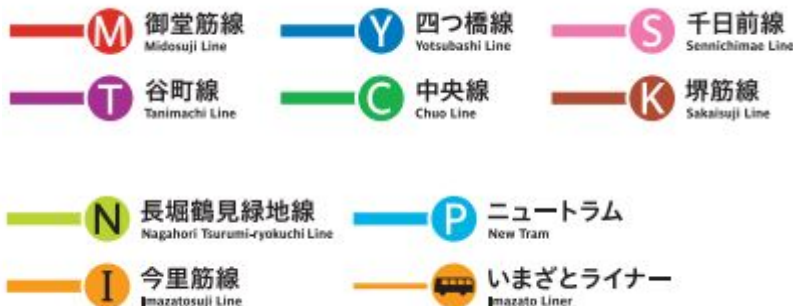 M 御堂筋線
Midosuji Line
Y 四つ橋線
Yotsubashi Line
S 千日前線
Sennichimae Line
T 谷町線
Tanimachi Line
C 中央線
Chuo Line
K 堺筋線
Sakaisuji Line
N 長堀鶴見緑地線
Nagahori Tsurumi-ryokuchi Line
P ニュートラム
New Tram
I 今里筋線
Imazatosuji Line
いまざとライナー
Imazato Liner